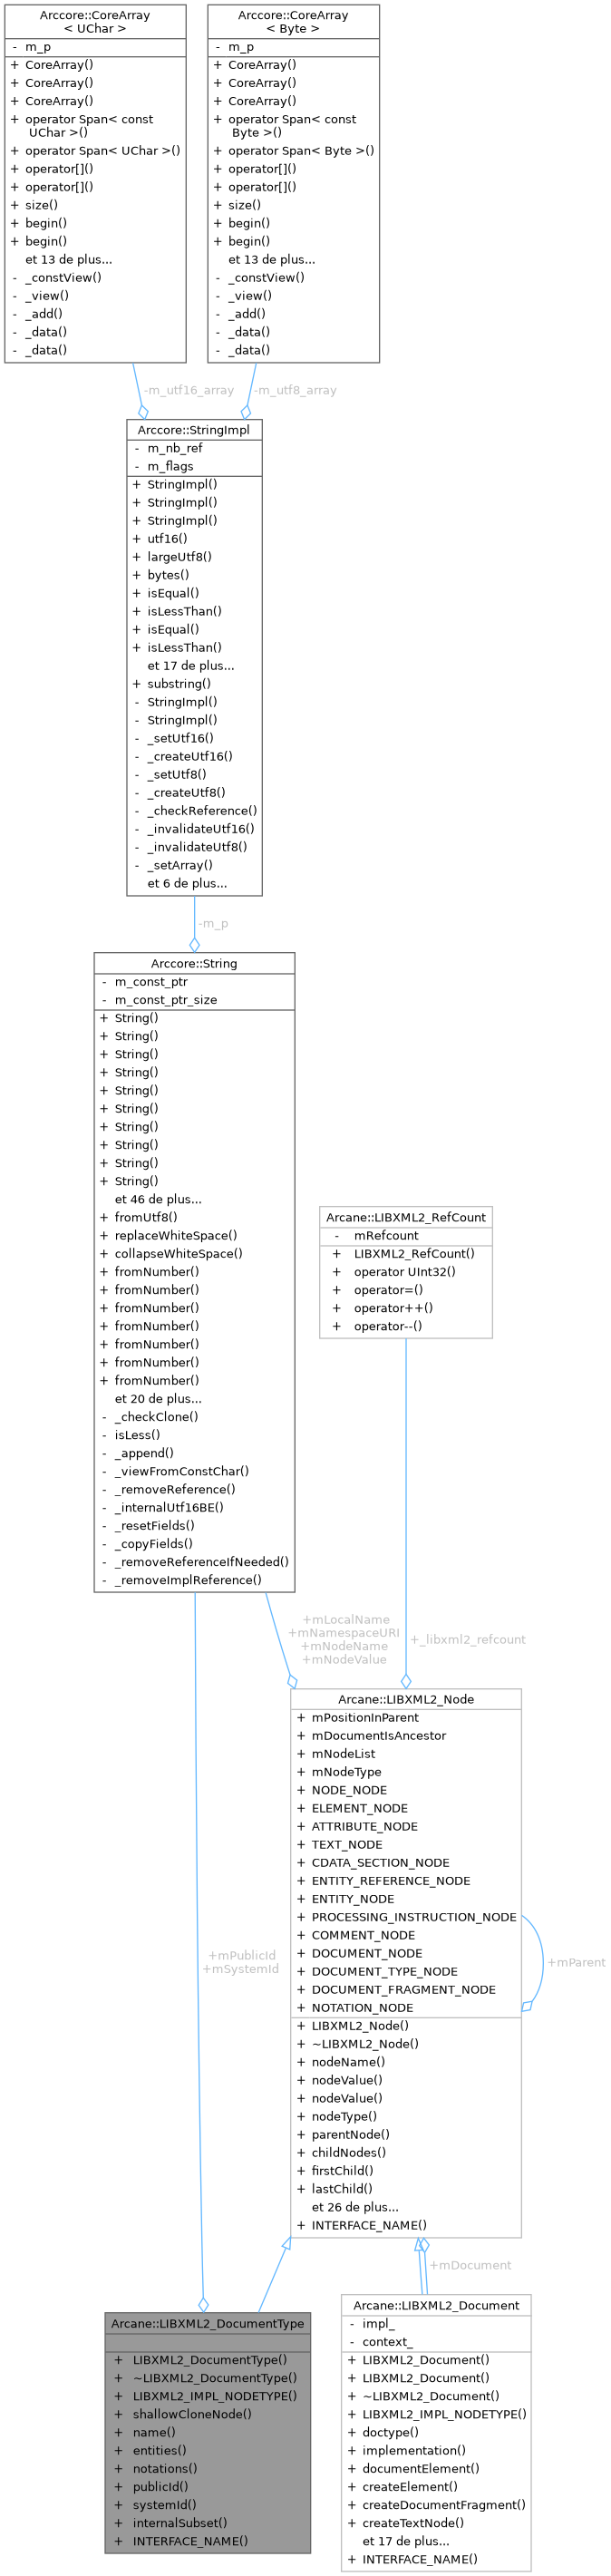 Arccore::CoreArray
< UChar >
- m_p
+ CoreArray()
+ CoreArray()
+ CoreArray()
+ operator Span< const
UChar >()
+ operator Span< UChar >()
+ operator[]()
+ operator[]()
+ size()
+ begin()
+ begin()
et 13 de plus...
- _constView()
- _view()
- _add()
- _data()
- _data()
Arccore::CoreArray
< Byte >
- m_p
+ CoreArray()
+ CoreArray()
+ CoreArray()
+ operator Span< const
Byte >()
+ operator Span< Byte >()
+ operator[]()
+ operator[]()
+ size()
+ begin()
+ begin()
et 13 de plus...
- _constView()
- _view()
- _add()
- _data()
- _data()
-m_utf16_array
-m_utf8_array
Arccore::StringImpl
- m_nb_ref
- m_flags
+ StringImpl()
+ StringImpl()
+ StringImpl()
+ utf16()
+ largeUtf8()
+ bytes()
+ isEqual()
+ isLessThan()
+ isEqual()
+ isLessThan()
et 17 de plus...
+ substring()
- StringImpl()
- StringImpl()
- _setUtf16()
- _createUtf16()
- _setUtf8()
- _createUtf8()
- _checkReference()
- _invalidateUtf16()
- _invalidateUtf8()
- _setArray()
et 6 de plus...
-m_p
Arccore::String
- m_const_ptr
- m_const_ptr_size
+ String()
+ String()
+ String()
+ String()
+ String()
+ String()
+ String()
+ String()
+ String()
+ String()
et 46 de plus...
+ fromUtf8()
+ replaceWhiteSpace()
+ collapseWhiteSpace()
+ fromNumber()
+ fromNumber()
+ fromNumber()
+ fromNumber()
+ fromNumber()
+ fromNumber()
+ fromNumber()
et 20 de plus...
- _checkClone()
- isLess()
- _append()
- _viewFromConstChar()
- _removeReference()
- _internalUtf16BE()
- _resetFields()
- _copyFields()
- _removeReferenceIfNeeded()
- _removeImplReference()
Arcane::LIBXML2_RefCount
- mRefcount
+ LIBXML2_RefCount()
+ operator UInt32()
+ operator=()
+ operator++()
+ operator--()
+mLocalName
+mNamespaceURI
+mNodeName
+mNodeValue
+_libxml2_refcount
Arcane::LIBXML2_Node
+ mPositionInParent
+ mDocumentIsAncestor
+ mNodeList
+ mNodeType
+ NODE_NODE
+ ELEMENT_NODE
+ ATTRIBUTE_NODE
+ TEXT_NODE
+ CDATA_SECTION_NODE
+ ENTITY_REFERENCE_NODE
+ ENTITY_NODE
+ PROCESSING_INSTRUCTION_NODE
+ COMMENT_NODE
+ DOCUMENT_NODE
+ DOCUMENT_TYPE_NODE
+ DOCUMENT_FRAGMENT_NODE
+ NOTATION_NODE
+ LIBXML2_Node()
+ ~LIBXML2_Node()
+ nodeName()
+ nodeValue()
+ nodeValue()
+ nodeType()
+ parentNode()
+ childNodes()
+ firstChild()
+ lastChild()
et 26 de plus...
+ INTERFACE_NAME()
+mParent
+mPublicId
+mSystemId
+mDocument
Arcane::LIBXML2_DocumentType
+ LIBXML2_DocumentType()
+ ~LIBXML2_DocumentType()
+ LIBXML2_IMPL_NODETYPE()
+ shallowCloneNode()
+ name()
+ entities()
+ notations()
+ publicId()
+ systemId()
+ internalSubset()
+ INTERFACE_NAME()
Arcane::LIBXML2_Document
- impl_
- context_
+ LIBXML2_Document()
+ LIBXML2_Document()
+ ~LIBXML2_Document()
+ LIBXML2_IMPL_NODETYPE()
+ doctype()
+ implementation()
+ documentElement()
+ createElement()
+ createDocumentFragment()
+ createTextNode()
et 17 de plus...
+ INTERFACE_NAME()